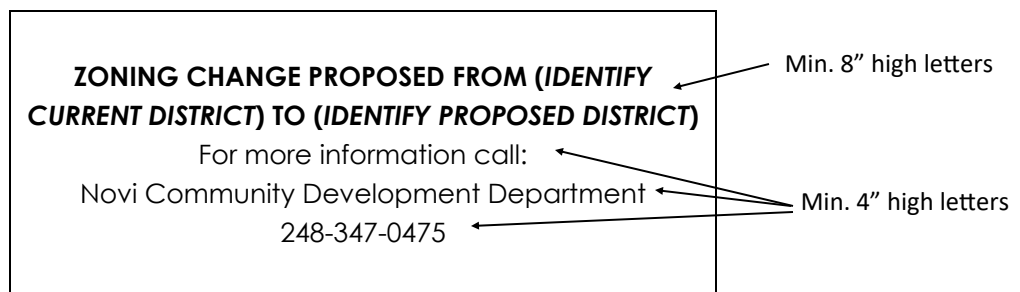 ZONING CHANGE PROPOSED FROM (IDENTIFY
CURRENT DISTRICT) TO (IDENTIFY PROPOSED DISTRICT)
For more information call:
Novi Community Development Department
248-347-0475
Min. 8” high letters
Min. 4” high letters